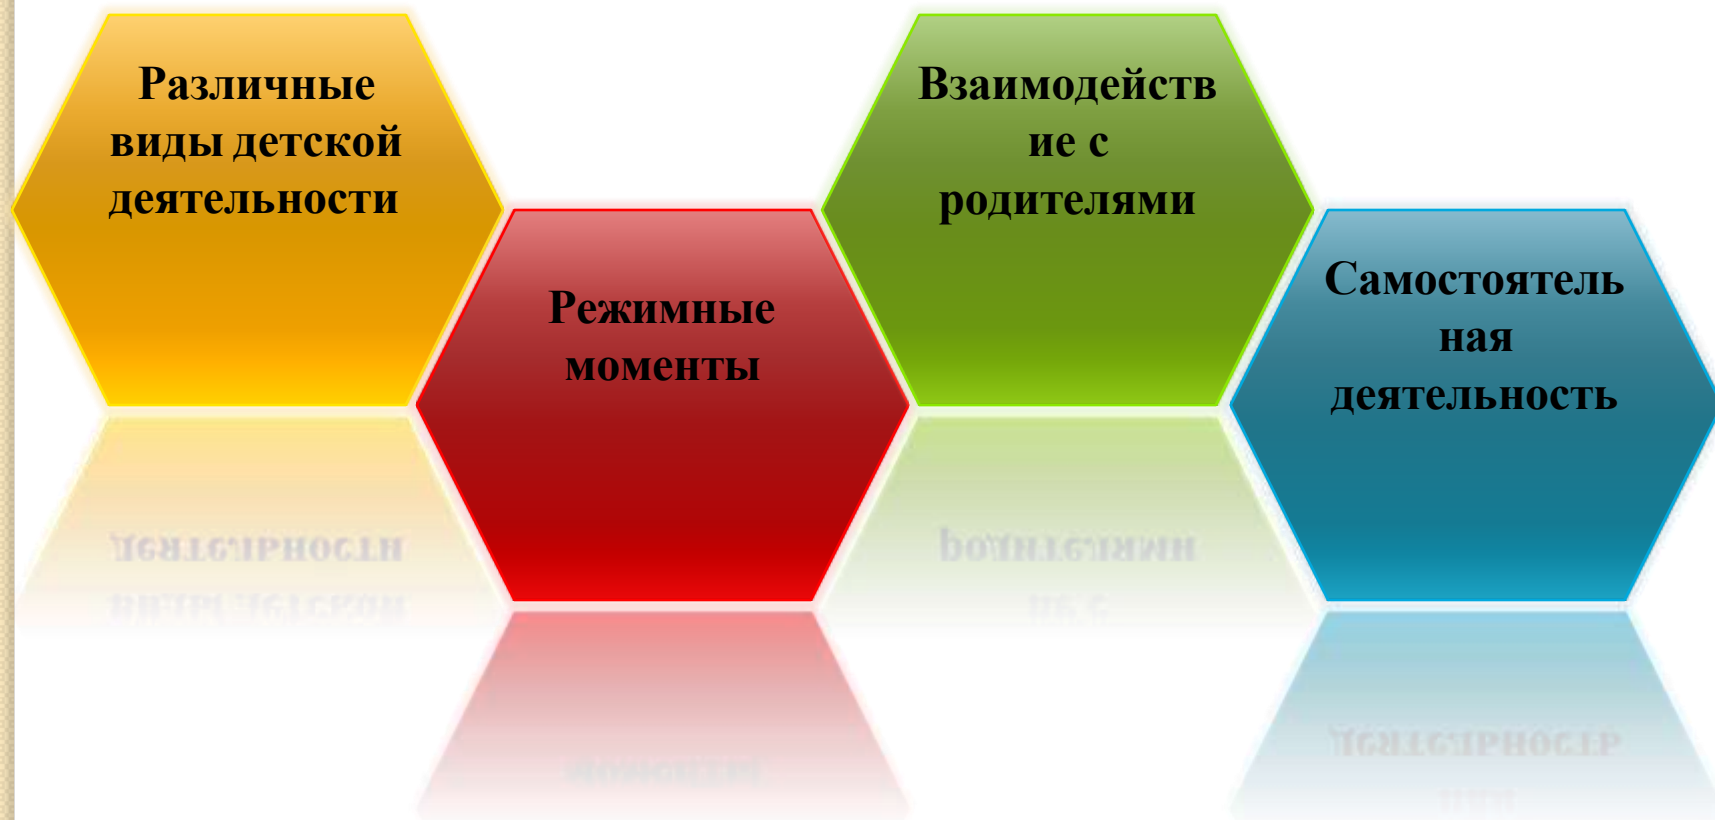 Различные
виды детской
деятельности
Режимные
моменты
Взаимодейств
ие с
родителями
Самостоятель
ная
деятельность